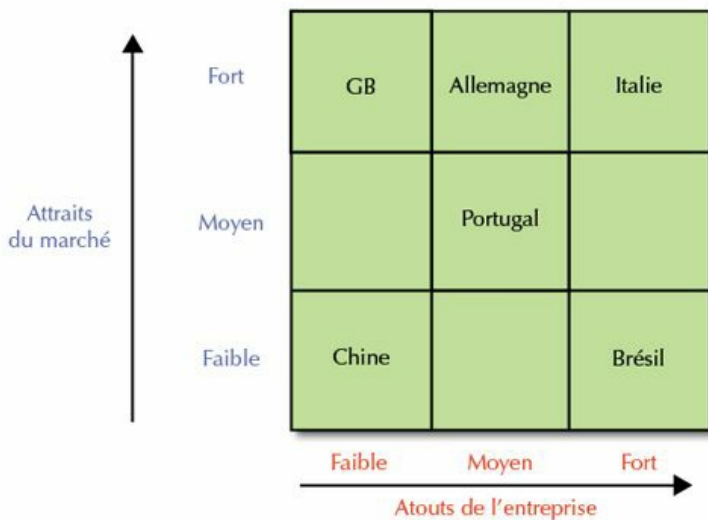 Fort
GB
Allemagne
Italie
Attraits
du marché
Moyen
Portugal
Faible
Chine
Brésil
Faible
Moyen
Fort
Atouts de l'entreprise